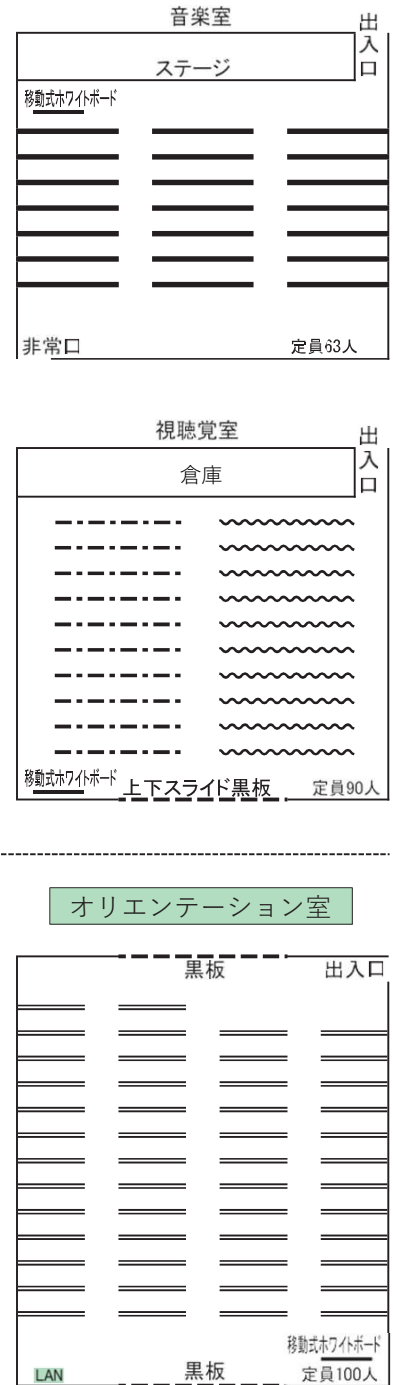 音楽室
出入口
ステージ
移動式ホワイトボード
非常口
定員63人
視聴覚室
出入口
倉庫
移動式ホワイトボード
上下スライド黒板
定員90人
オリエンテーション室
黒板
出入口
移動式ホワイトボード
LAN
黒板
定員100人